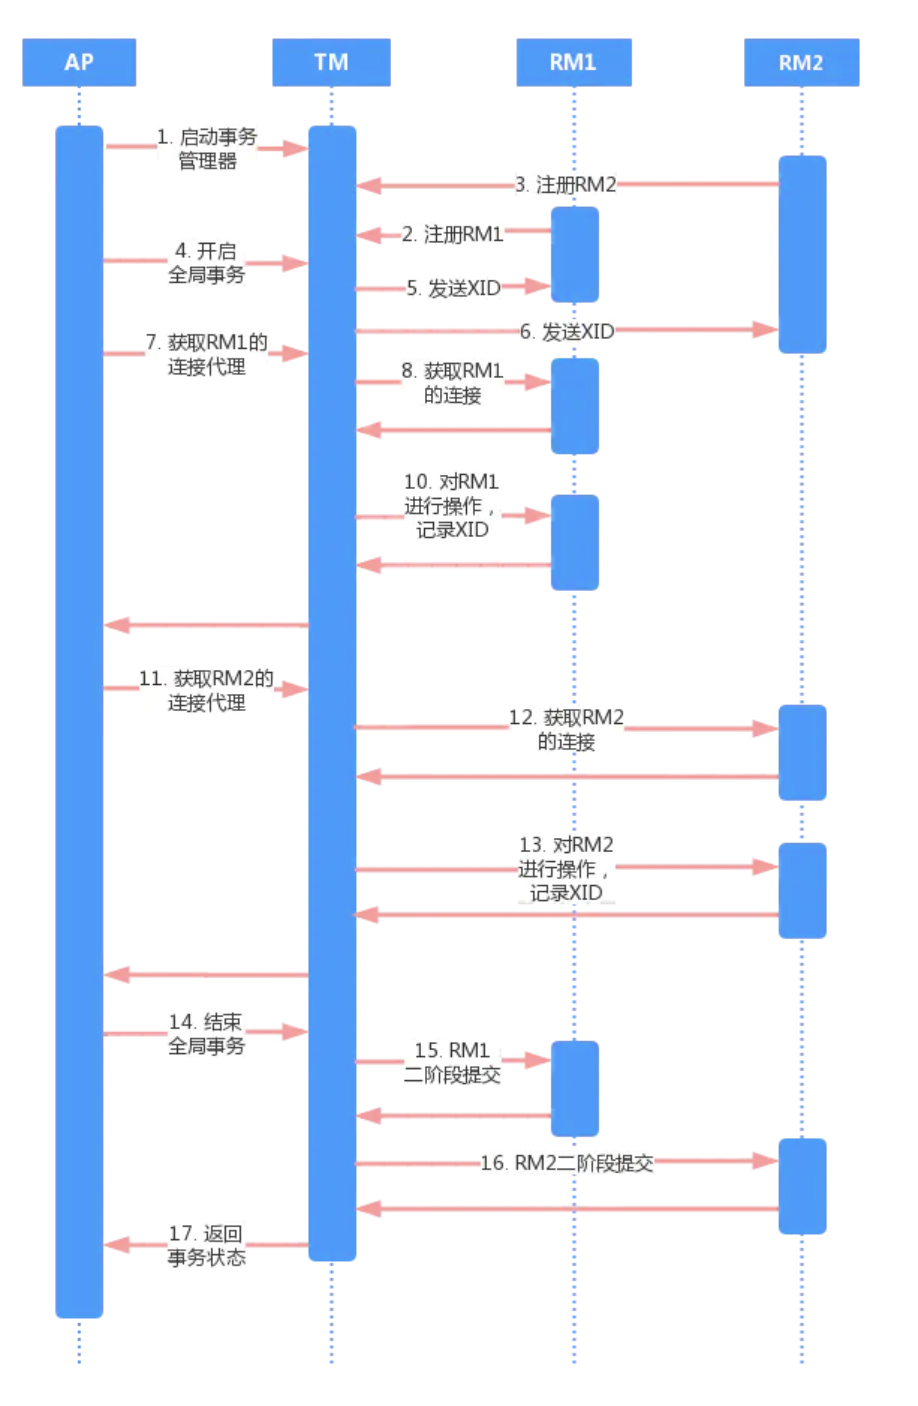 AP
TM
RM1
RM2
1. 启动事务
管理器
3. 注册RM2
2. 注册RM1
4. 开启
全局事务
5. 发送XID
6. 发送XID
7. 获取RM1的
连接代理
8. 获取RM1
的连接
10. 对RM1
进行操作，
记录XID
11. 获取RM2的
连接代理
12. 获取RM2
的连接
13. 对RM2
进行操作，
记录XID
14. 结束
全局事务
15. RM1
二阶段提交
16. RM2二阶段提交
17. 返回
事务状态